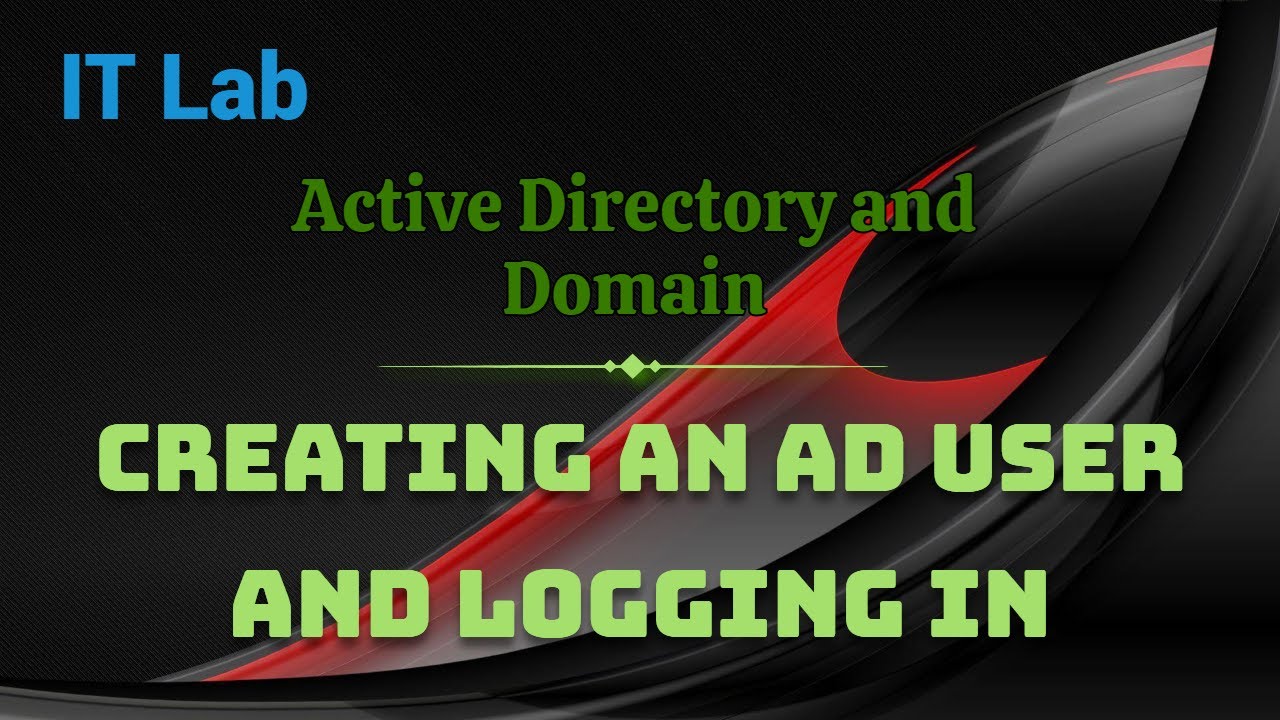 IT Lab
Active Directory and
Domain
CREATING AN AD USER
AND LOGGING IN